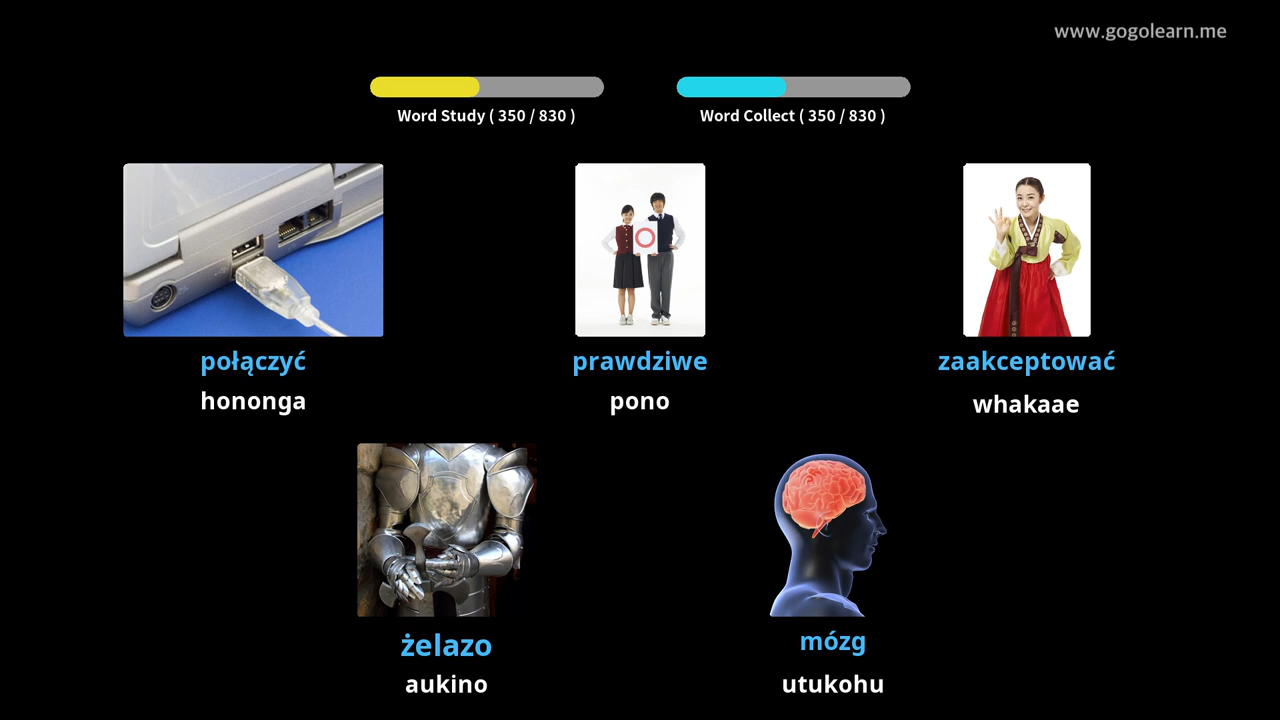 www.gogolearn.me
Word Study ( 350 / 830 )
Word Collect ( 350 / 830 )
połączyć
hononga
prawdziwe
pono
zaakceptować
whakaae
żelazo
aukino
mózg
utukohu